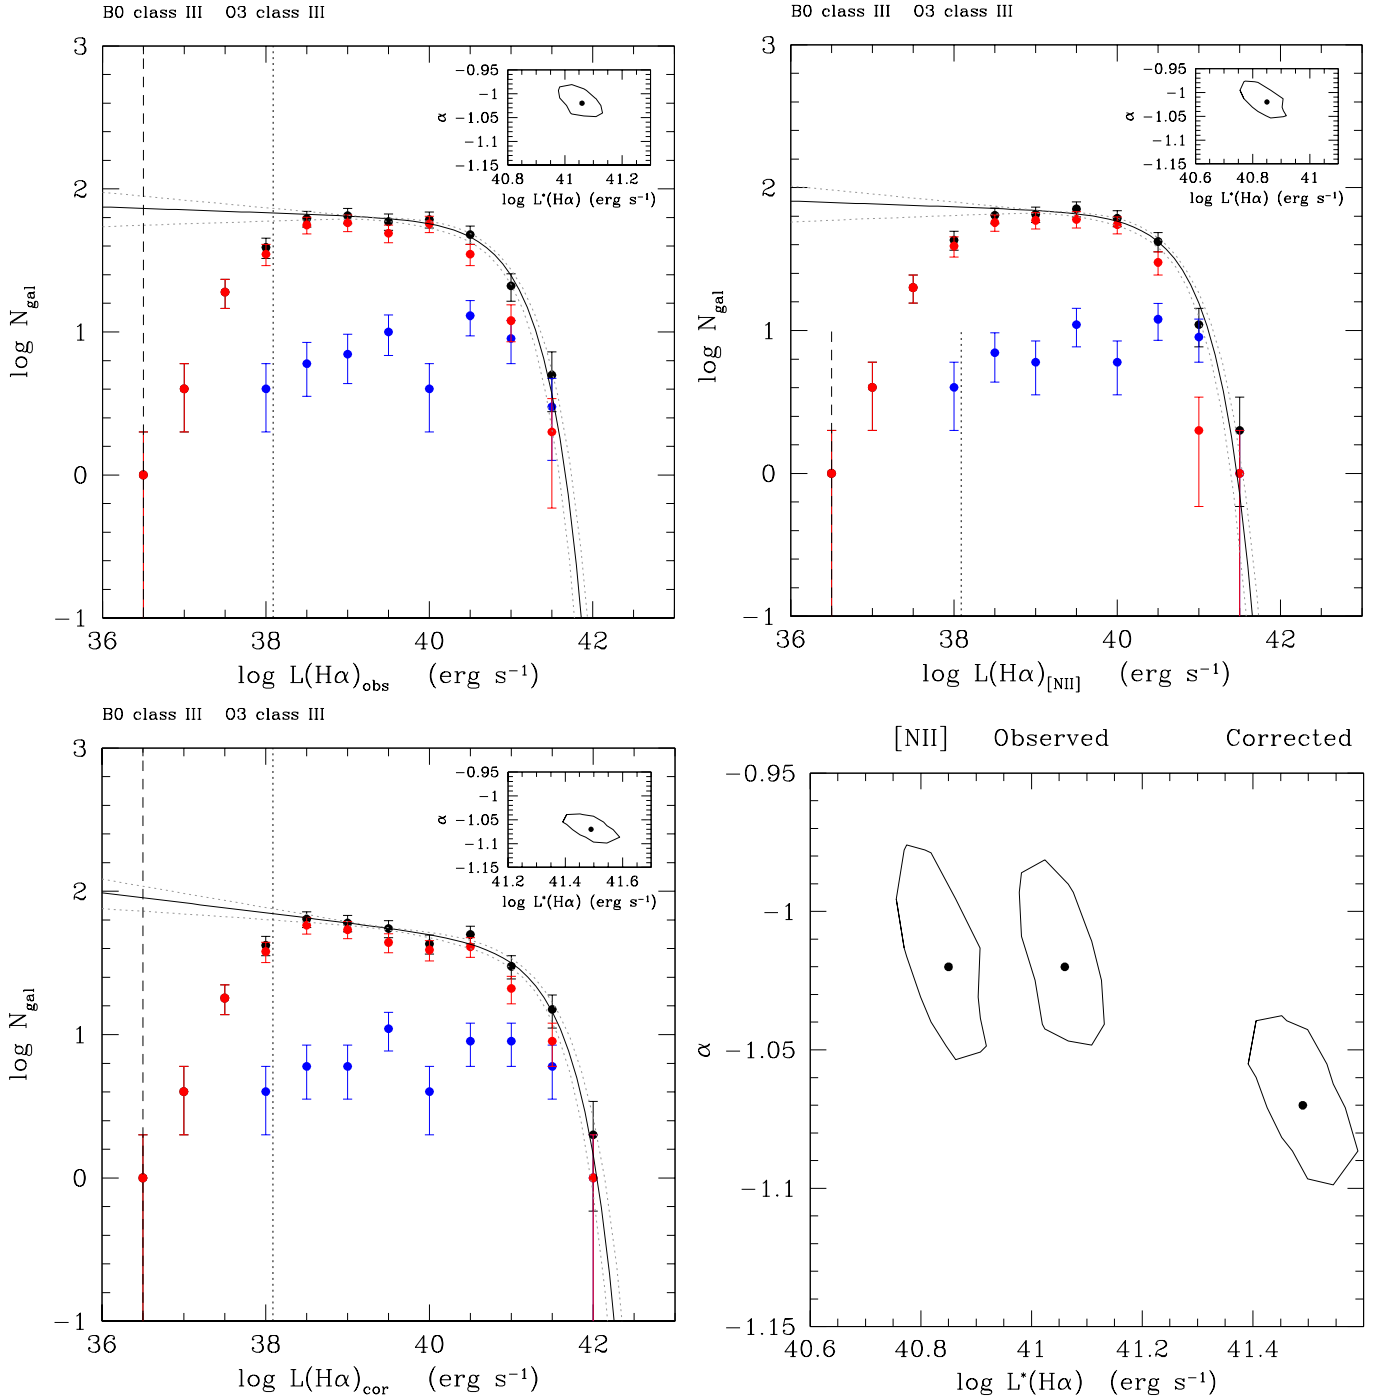 B0 class III O3 class III
3
2
1
0
−1
log N_gal
36 38 40 42
log L(Hα)_obs (erg s⁻¹)
−0.95
−1
−1.05
−1.1
−1.15
α
40.8 41 41.2
log L*(Hα) (erg s⁻¹)
B0 class III O3 class III
3
2
1
0
−1
log N_gal
36 38 40 42
log L(Hα)_[NII] (erg s⁻¹)
−0.95
−1
−1.05
−1.1
−1.15
α
40.6 40.8 41
log L*(Hα) (erg s⁻¹)
B0 class III O3 class III
3
2
1
0
−1
log N_gal
36 38 40 42
log L(Hα)_cor (erg s⁻¹)
−0.95
−1
−1.05
−1.1
−1.15
α
41.2 41.4 41.6
log L*(Hα) (erg s⁻¹)
[NII] Observed Corrected
−0.95
−1
−1.05
−1.1
−1.15
α
40.6 40.8 41 41.2 41.4
log L*(Hα) (erg s⁻¹)